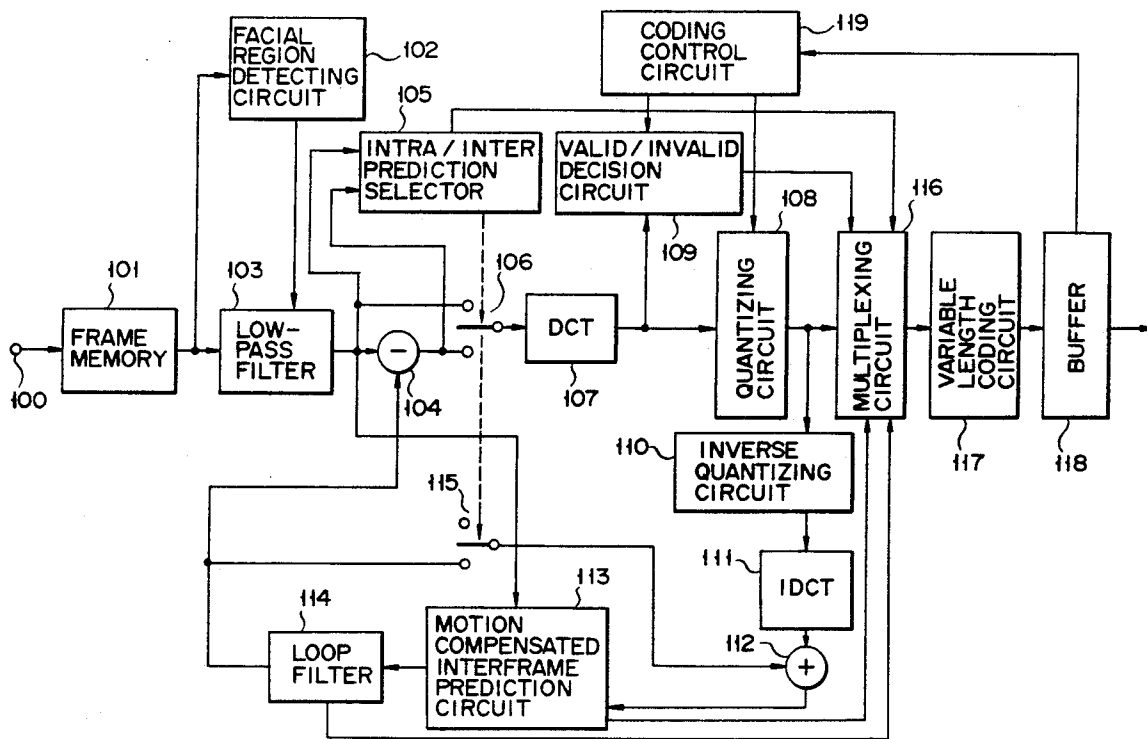 FACIAL
REGION
DETECTING
CIRCUIT
102
CODING
CONTROL
CIRCUIT
119
105
INTRA / INTER
PREDICTION
SELECTOR
VALID / INVALID
DECISION
CIRCUIT
109
108
QUANTIZING
CIRCUIT
116
MULTIPLEXING
CIRCUIT
101
FRAME
MEMORY
100
103
LOW-
PASS
FILTER
104
106
DCT
107
VARIABLE
LENGTH
CODING
CIRCUIT
117
BUFFER
118
110
INVERSE
QUANTIZING
CIRCUIT
115
111
IDCT
112
+
−
113
MOTION
COMPENSATED
INTERFRAME
PREDICTION
CIRCUIT
114
LOOP
FILTER